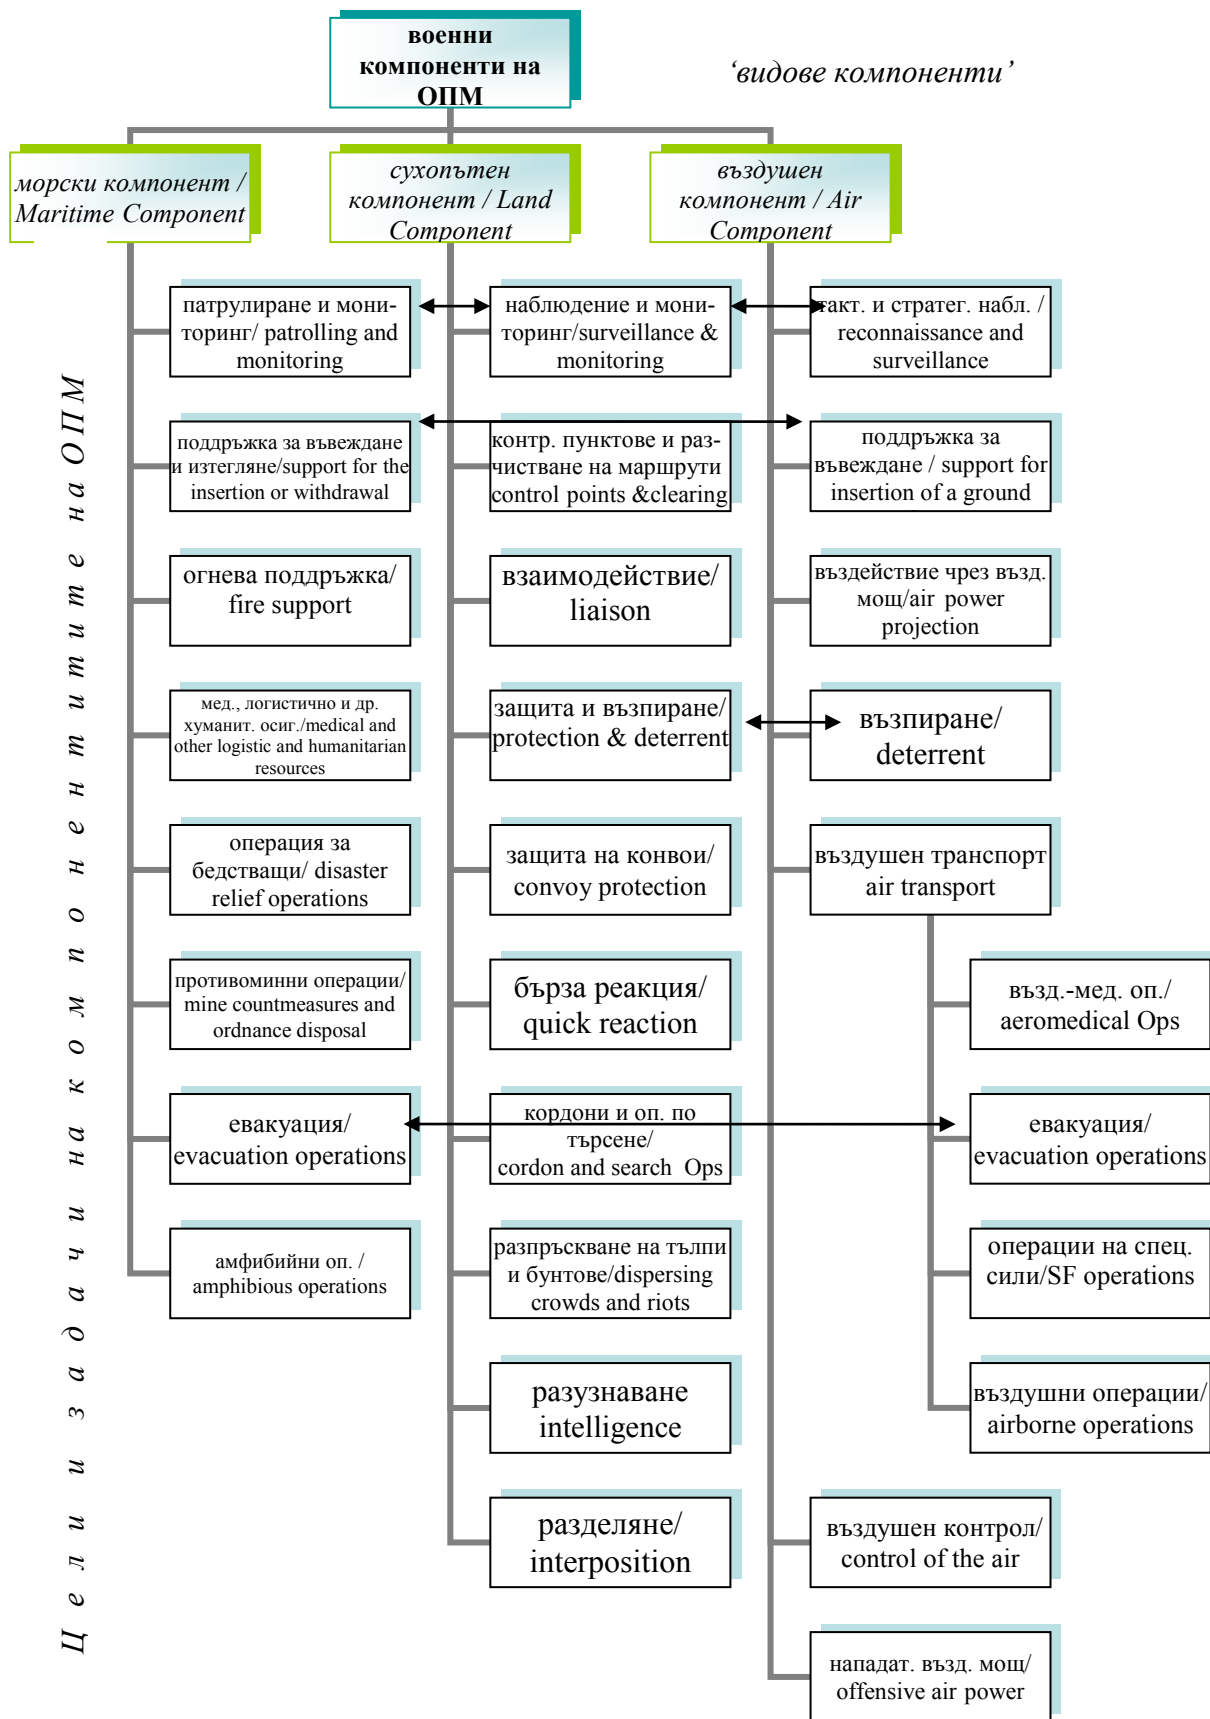 военни
компоненти на
ОПМ
‘видове компоненти’
морски компонент /
Maritime Component
сухопътен
компонент / Land
Component
въздушен
компонент / Air
Component
Цели задачи на компонентите на ОПМ
патрулиране и мони-
торинг/ patrolling and
monitoring
наблюдение и мони-
торинг/surveillance &
monitoring
такт. и стратег. набл. /
reconnaissance and
surveillance
поддръжка за въвеждане
и изтегляне/support for the
insertion or withdrawal
контр. пунктове и раз-
чистване на маршрути
control points &clearing
поддръжка за
въвеждане / support for
insertion of a ground
огнева поддръжка/
fire support
взаимодействие/
liaison
въздействие чрез възд.
мощ/air power
projection
мед., логистично и др.
хуманит. осиг./medical and
other logistic and humanitarian
resources
защита и възпиране/
protection & deterrent
възпиране/
deterrent
операция за
бедстващи/ disaster
relief operations
защита на конвои/
convoy protection
въздушен транспорт
air transport
противоминни операции/
mine countmeasures and
ordnance disposal
бърза реакция/
quick reaction
възд.-мед. оп./
aeromedical Ops
евакуация/
evacuation operations
кордони и оп. по
търсене/
cordon and search Ops
евакуация/
evacuation operations
амфибийни оп. /
amphibious operations
разпръскване на тълпи
и бунтове/dispersing
crowds and riots
операции на спец.
сили/SF operations
разузнаване
intelligence
въздушни операции/
airborne operations
разделяне/
interposition
въздушен контрол/
control of the air
нападат. възд. мощ/
offensive air power